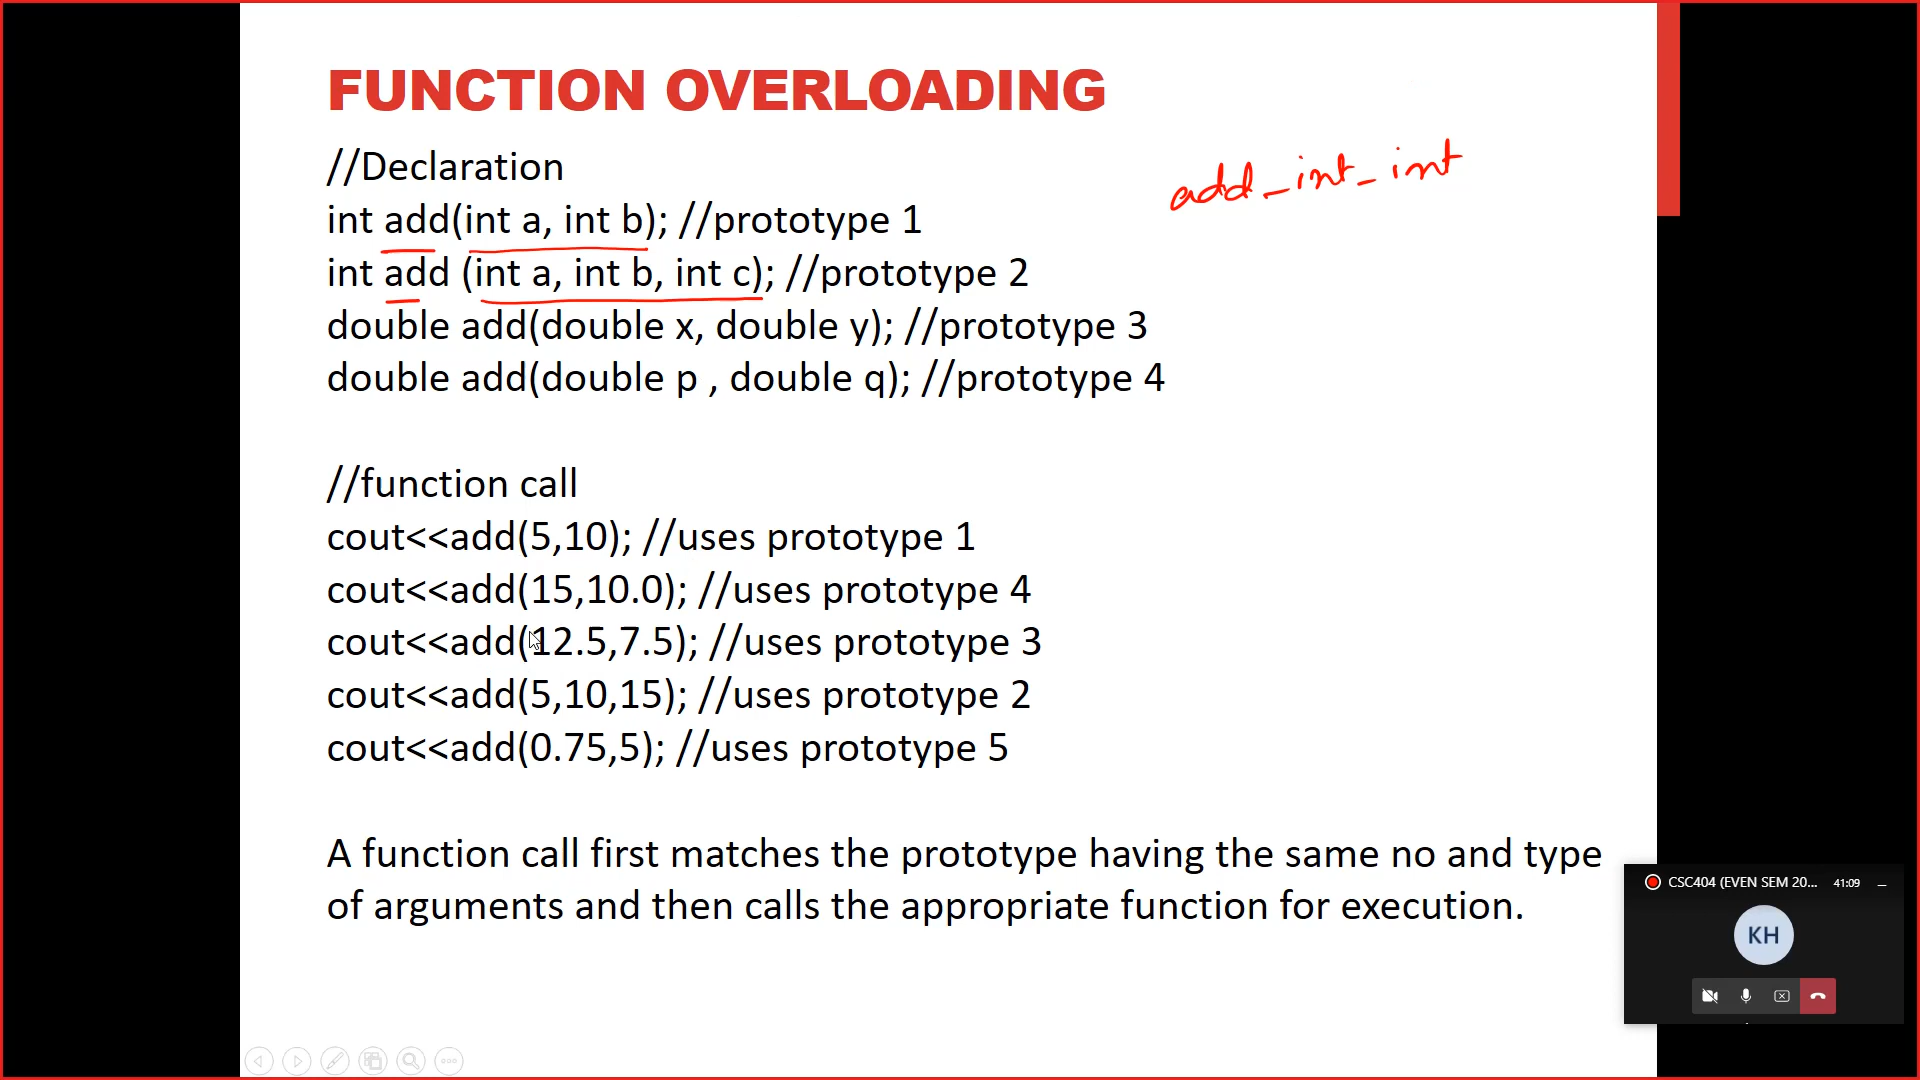 FUNCTION OVERLOADING
//Declaration
add_int_int
int add(int a, int b); //prototype 1
int add (int a, int b, int c); //prototype 2
double add(double x, double y); //prototype 3
double add(double p , double q); //prototype 4
//function call
cout<<add(5,10); //uses prototype 1
cout<<add(15,10.0); //uses prototype 4
cout<<add(12.5,7.5); //uses prototype 3
cout<<add(5,10,15); //uses prototype 2
cout<<add(0.75,5); //uses prototype 5
A function call first matches the prototype having the same no and type
of arguments and then calls the appropriate function for execution.
CSC404 (EVEN SEM 20... 41:09
KH